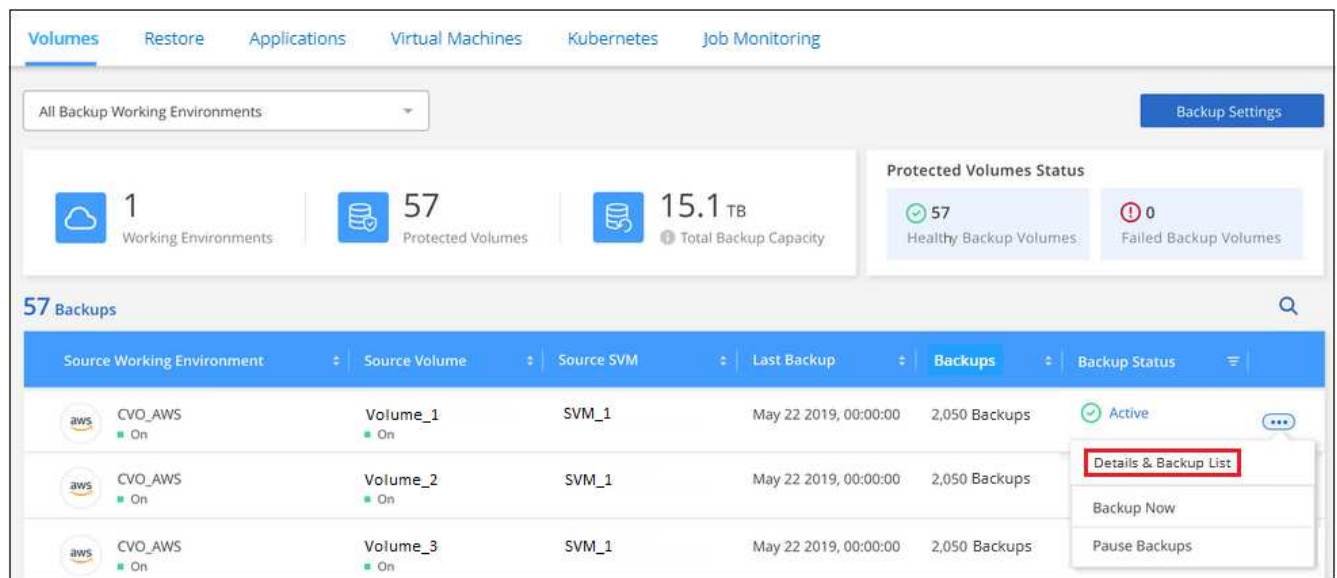 Volumes Restore Applications Virtual Machines Kubernetes Job Monitoring
All Backup Working Environments
Backup Settings
1
Working Environments
57
Protected Volumes
15.1 TB
Total Backup Capacity
Protected Volumes Status
57
Healthy Backup Volumes
0
Failed Backup Volumes
57 Backups
Source Working Environment Source Volume Source SVM Last Backup Backups Backup Status
aws CVO_AWS Volume_1 SVM_1 May 22 2019, 00:00:00 2,050 Backups Active
On On
Details & Backup List
Backup Now
Pause Backups
aws CVO_AWS Volume_2 SVM_1 May 22 2019, 00:00:00 2,050 Backups
On On
aws CVO_AWS Volume_3 SVM_1 May 22 2019, 00:00:00 2,050 Backups
On On